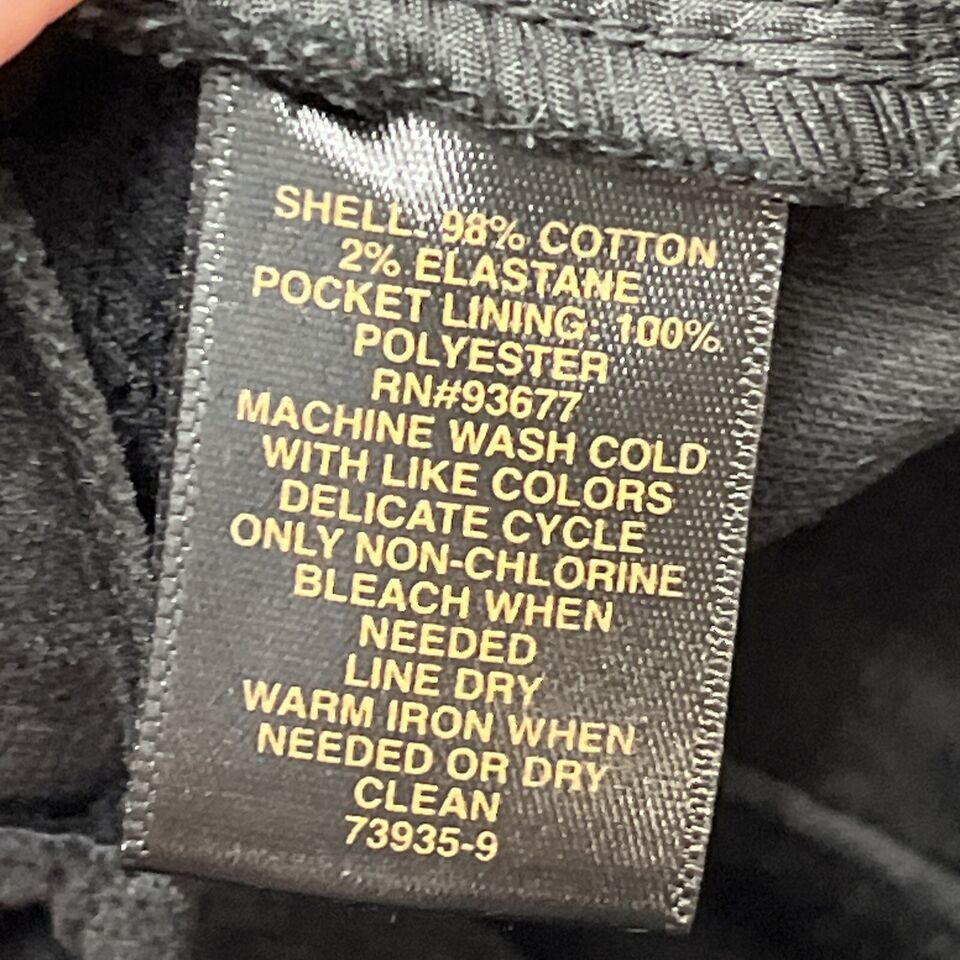 SHELL: 98% COTTON
2% ELASTANE
POCKET LINING: 100%
POLYESTER
RN#93677
MACHINE WASH COLD
WITH LIKE COLORS
DELICATE CYCLE
ONLY NON-CHLORINE
BLEACH WHEN
NEEDED
LINE DRY
WARM IRON WHEN
NEEDED OR DRY
CLEAN
73935-9